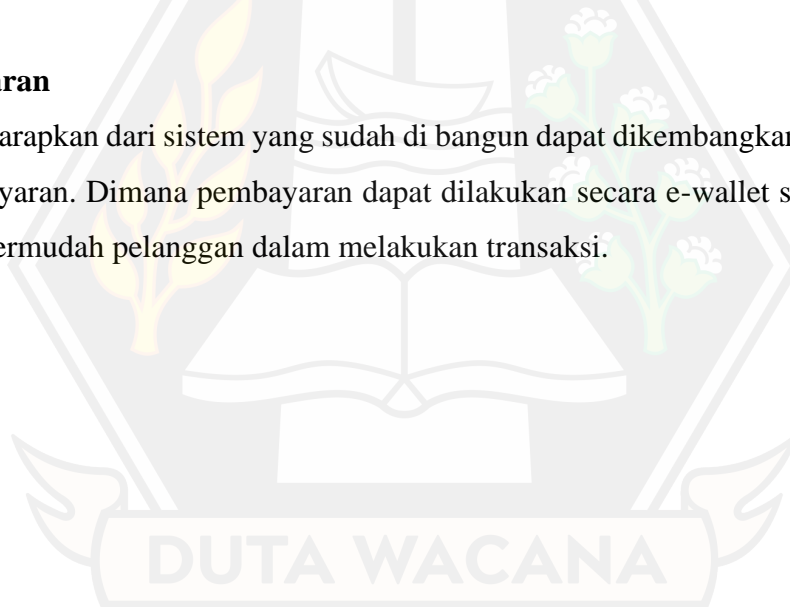 aran
arapkan dari sistem yang sudah di bangun dapat dikembangkan
yaran. Dimana pembayaran dapat dilakukan secara e-wallet s
ermudah pelanggan dalam melakukan transaksi.
DUTA WACANA